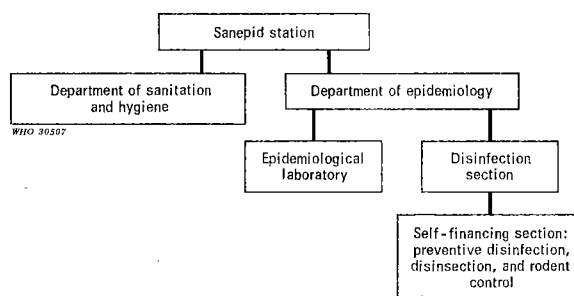 Sanepid station
Department of sanitation
and hygiene
Department of epidemiology
WHO 30507
Epidemiological
laboratory
Disinfection
section
Self-financing section:
preventive disinfection,
disinsection, and rodent
control